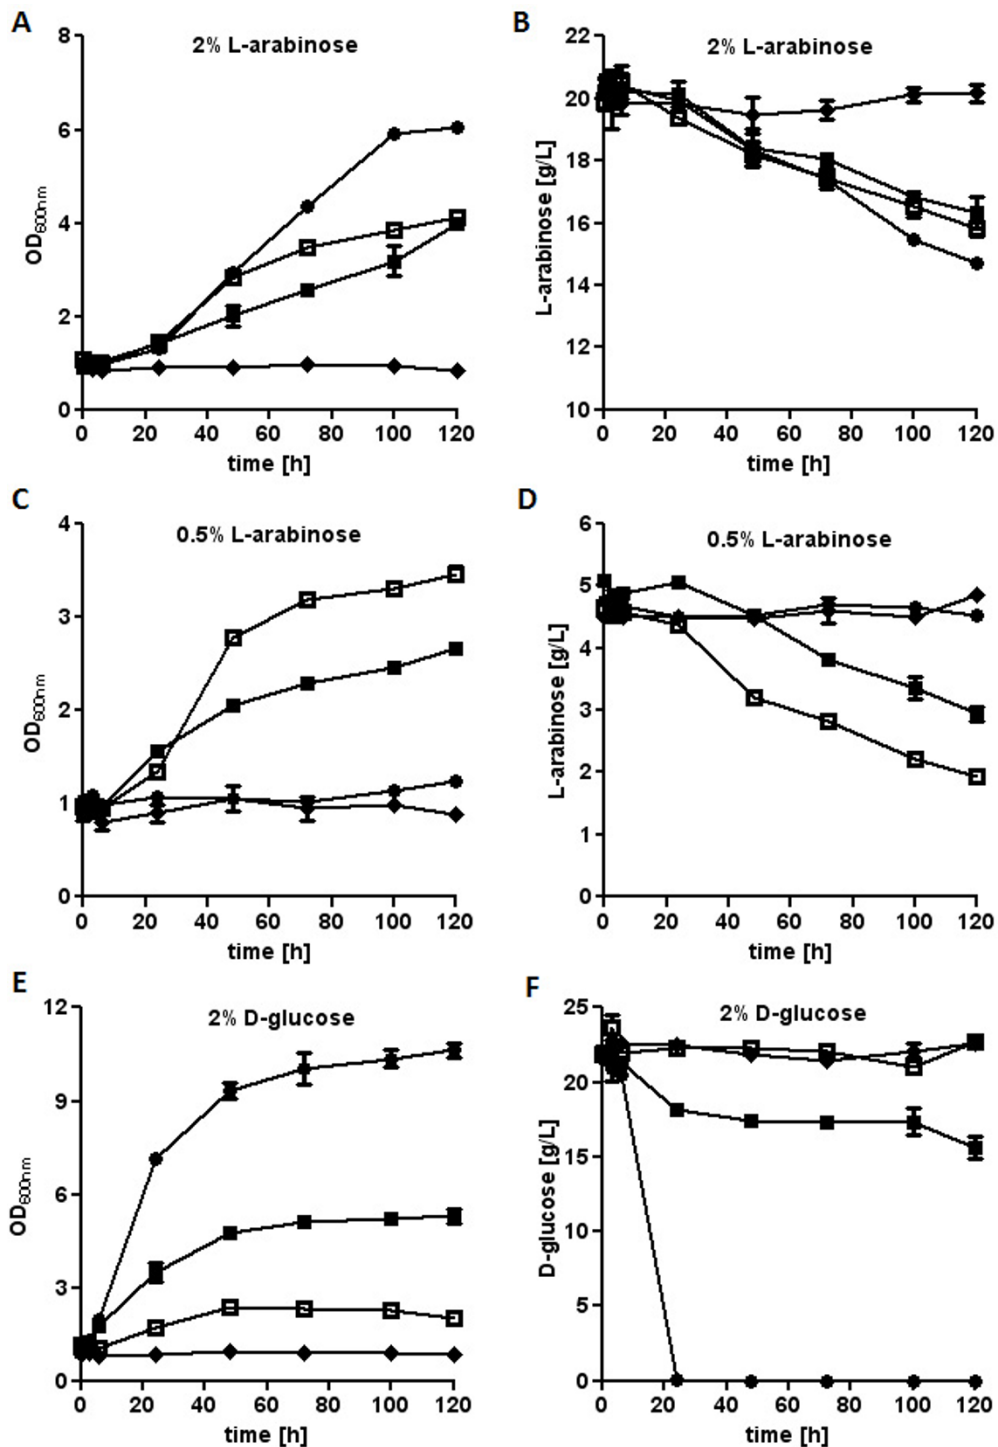 A
2% L-arabinose
8
6
4
2
0
OD600nm
0 20 40 60 80 100 120
time [h]
B
2% L-arabinose
22
20
18
16
14
12
10
L-arabinose [g/L]
0 20 40 60 80 100 120
time [h]
C
0.5% L-arabinose
4
3
2
1
0
OD600nm
0 20 40 60 80 100 120
time [h]
D
0.5% L-arabinose
6
5
4
3
2
1
0
L-arabinose [g/L]
0 20 40 60 80 100 120
time [h]
E
2% D-glucose
12
9
6
3
0
OD600nm
0 20 40 60 80 100 120
time [h]
F
2% D-glucose
25
20
15
10
5
0
D-glucose [g/L]
0 20 40 60 80 100 120
time [h]